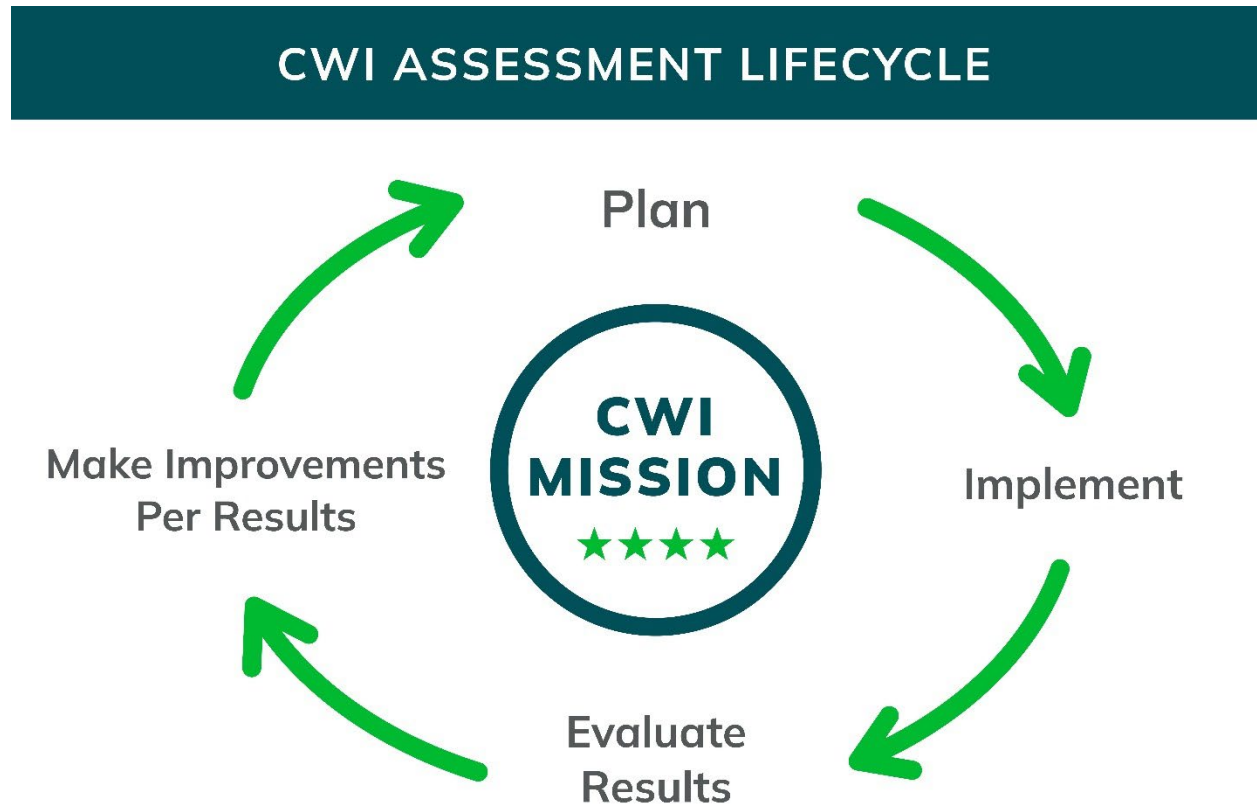 CWI ASSESSMENT LIFECYCLE
Plan
Implement
Evaluate
Results
Make Improvements
Per Results
CWI
MISSION